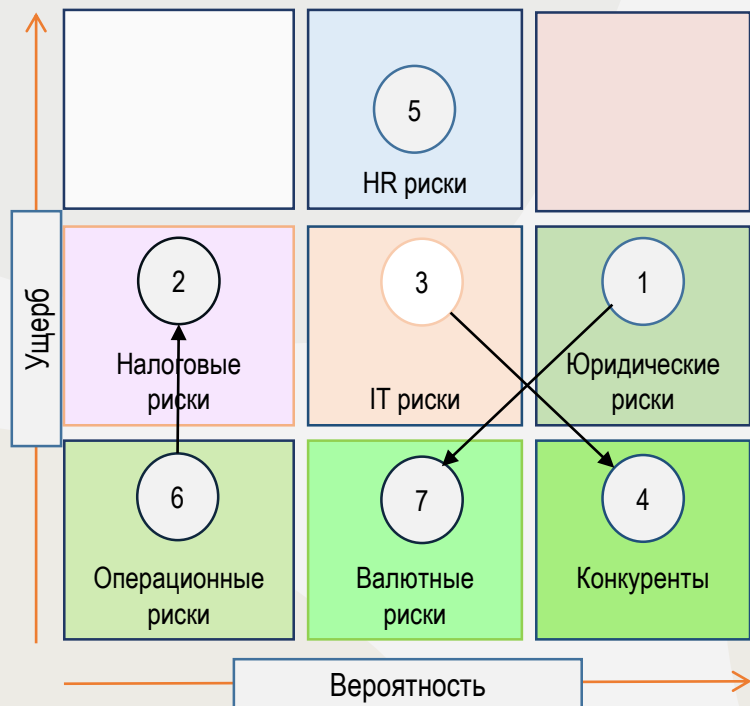 5
HR риски
Ущерб
2
Налоговые
риски
3
IT риски
1
Юридические
риски
6
Операционные
риски
7
Валютные
риски
4
Конкуренты
Вероятность